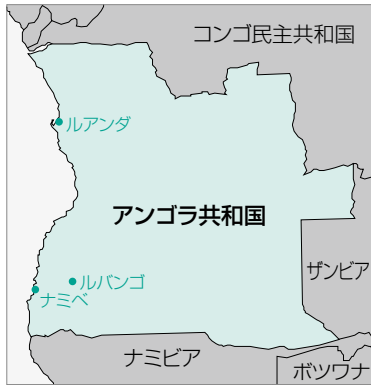 コンゴ民主共和国
ルアンダ
アンゴラ共和国
ザンビア
ルバンゴ
ナミベ
ナミビア
ボツワナ